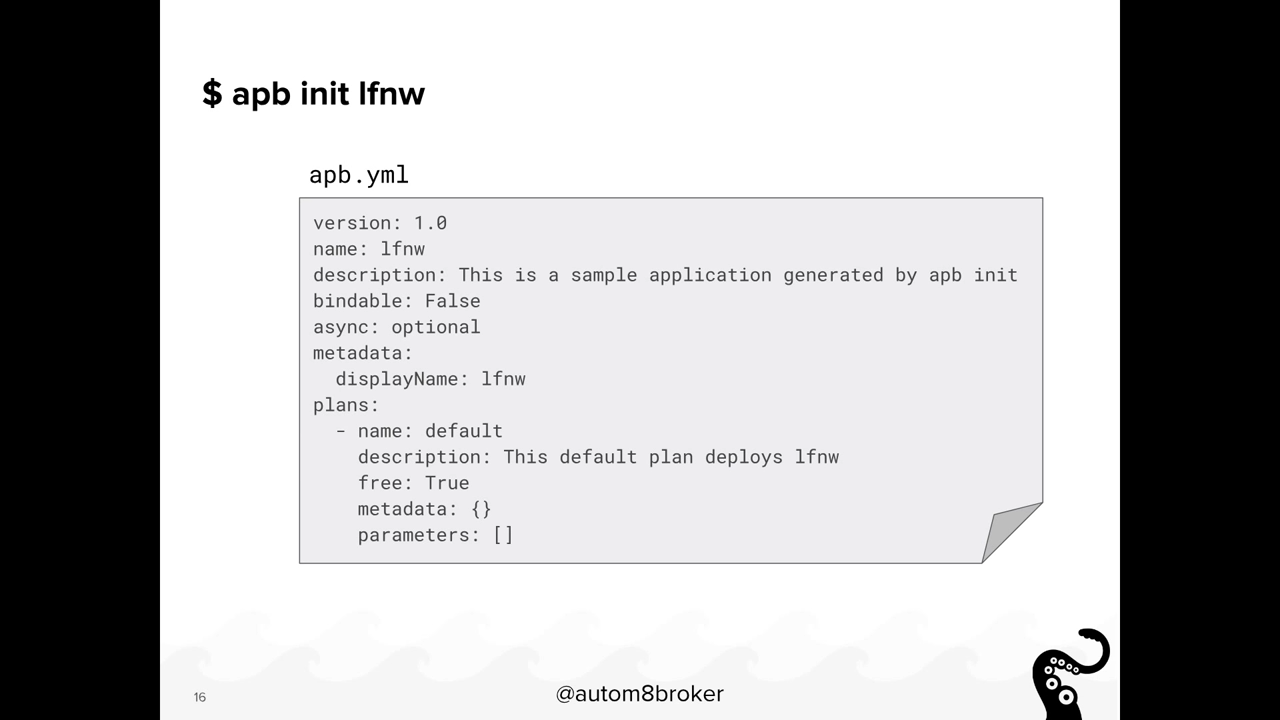 $ apb init lfnw
apb.yml
version: 1.0
name: lfnw
description: This is a sample application generated by apb init
bindable: False
async: optional
metadata:
  displayName: lfnw
plans:
  - name: default
    description: This default plan deploys lfnw
    free: True
    metadata: {}
    parameters: []
16
@autom8broker